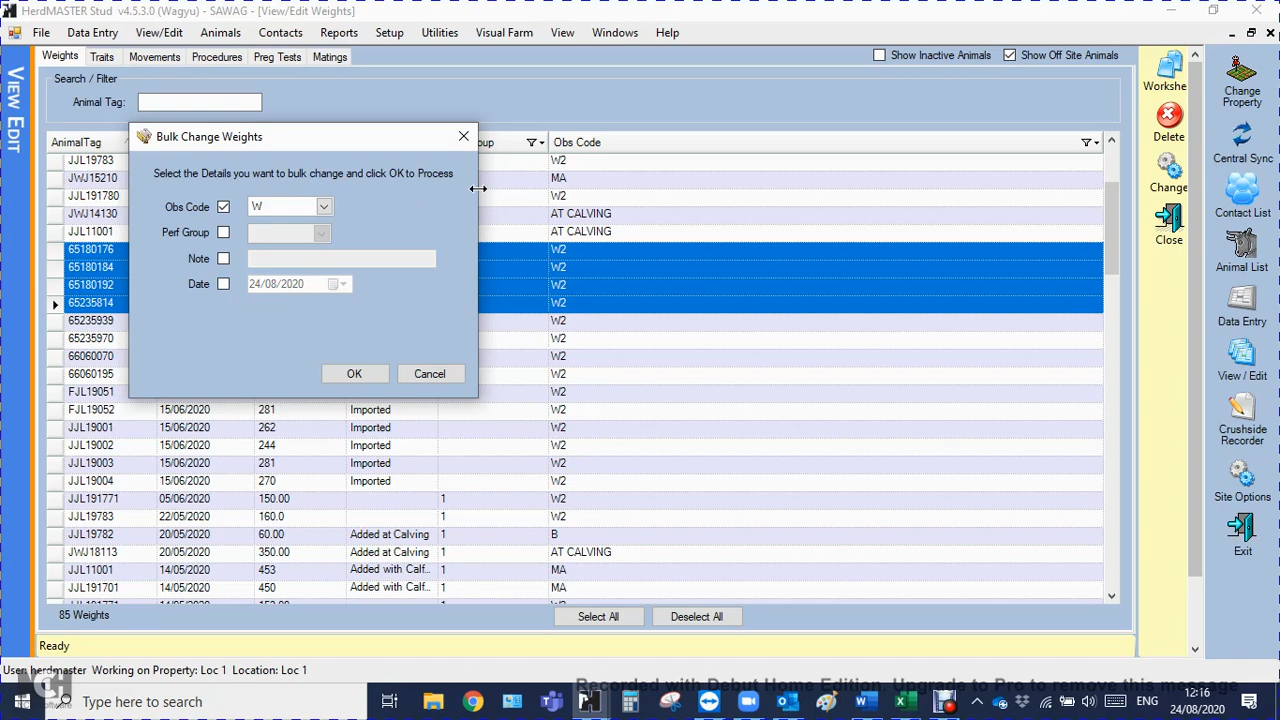 HerdMASTER Stud v4.5.3.0 (Wagyu) - SAWAG - [View/Edit Weights]
File Data Entry View/Edit Animals Contacts Reports Setup Utilities Visual Farm View Windows Help
Weights Traits Movements Procedures Preg Tests Matings Show Inactive Animals Show Off Site Animals
VIEW EDIT
Search / Filter
Animal Tag:
AnimalTag oup Obs Code
JJL19783 W2
JWJ15210 MA
JJL191780 W2
JWJ14130 AT CALVING
JJL11001 AT CALVING
65180176 W2
65180184 W2
65180192 W2
65235814 W2
65235939 W2
65235970 W2
66060070 W2
66060195 W2
FJL19051 W2
FJL19052 15/06/2020 281 Imported W2
JJL19001 15/06/2020 262 Imported W2
JJL19002 15/06/2020 244 Imported W2
JJL19003 15/06/2020 281 Imported W2
JJL19004 15/06/2020 270 Imported W2
JJL191771 05/06/2020 150.00 1 W2
JJL19783 22/05/2020 160.0 1 W2
JJL19782 20/05/2020 60.00 Added at Calving 1 B
JWJ18113 20/05/2020 350.00 Added at Calving 1 AT CALVING
JJL11001 14/05/2020 453 Added with Calf... 1 MA
JJL191701 14/05/2020 450 Added with Calf... 1 MA
Bulk Change Weights
Select the Details you want to bulk change and click OK to Process
Obs Code W
Perf Group
Note
Date 24/08/2020
OK Cancel
85 Weights Select All Deselect All
Ready
User: herdmaster Working on Property: Loc 1 Location: Loc 1
Workshe
Delete
Change
Close
Change
Property
Central Sync
Contact List
Animal List
Data Entry
View / Edit
Crushside
Recorder
Site Options
Exit
NCH
Recorded with Debut Home Edition. Upgrade to Pro to remove this message
Type here to search
ENG
12:16
24/08/2020